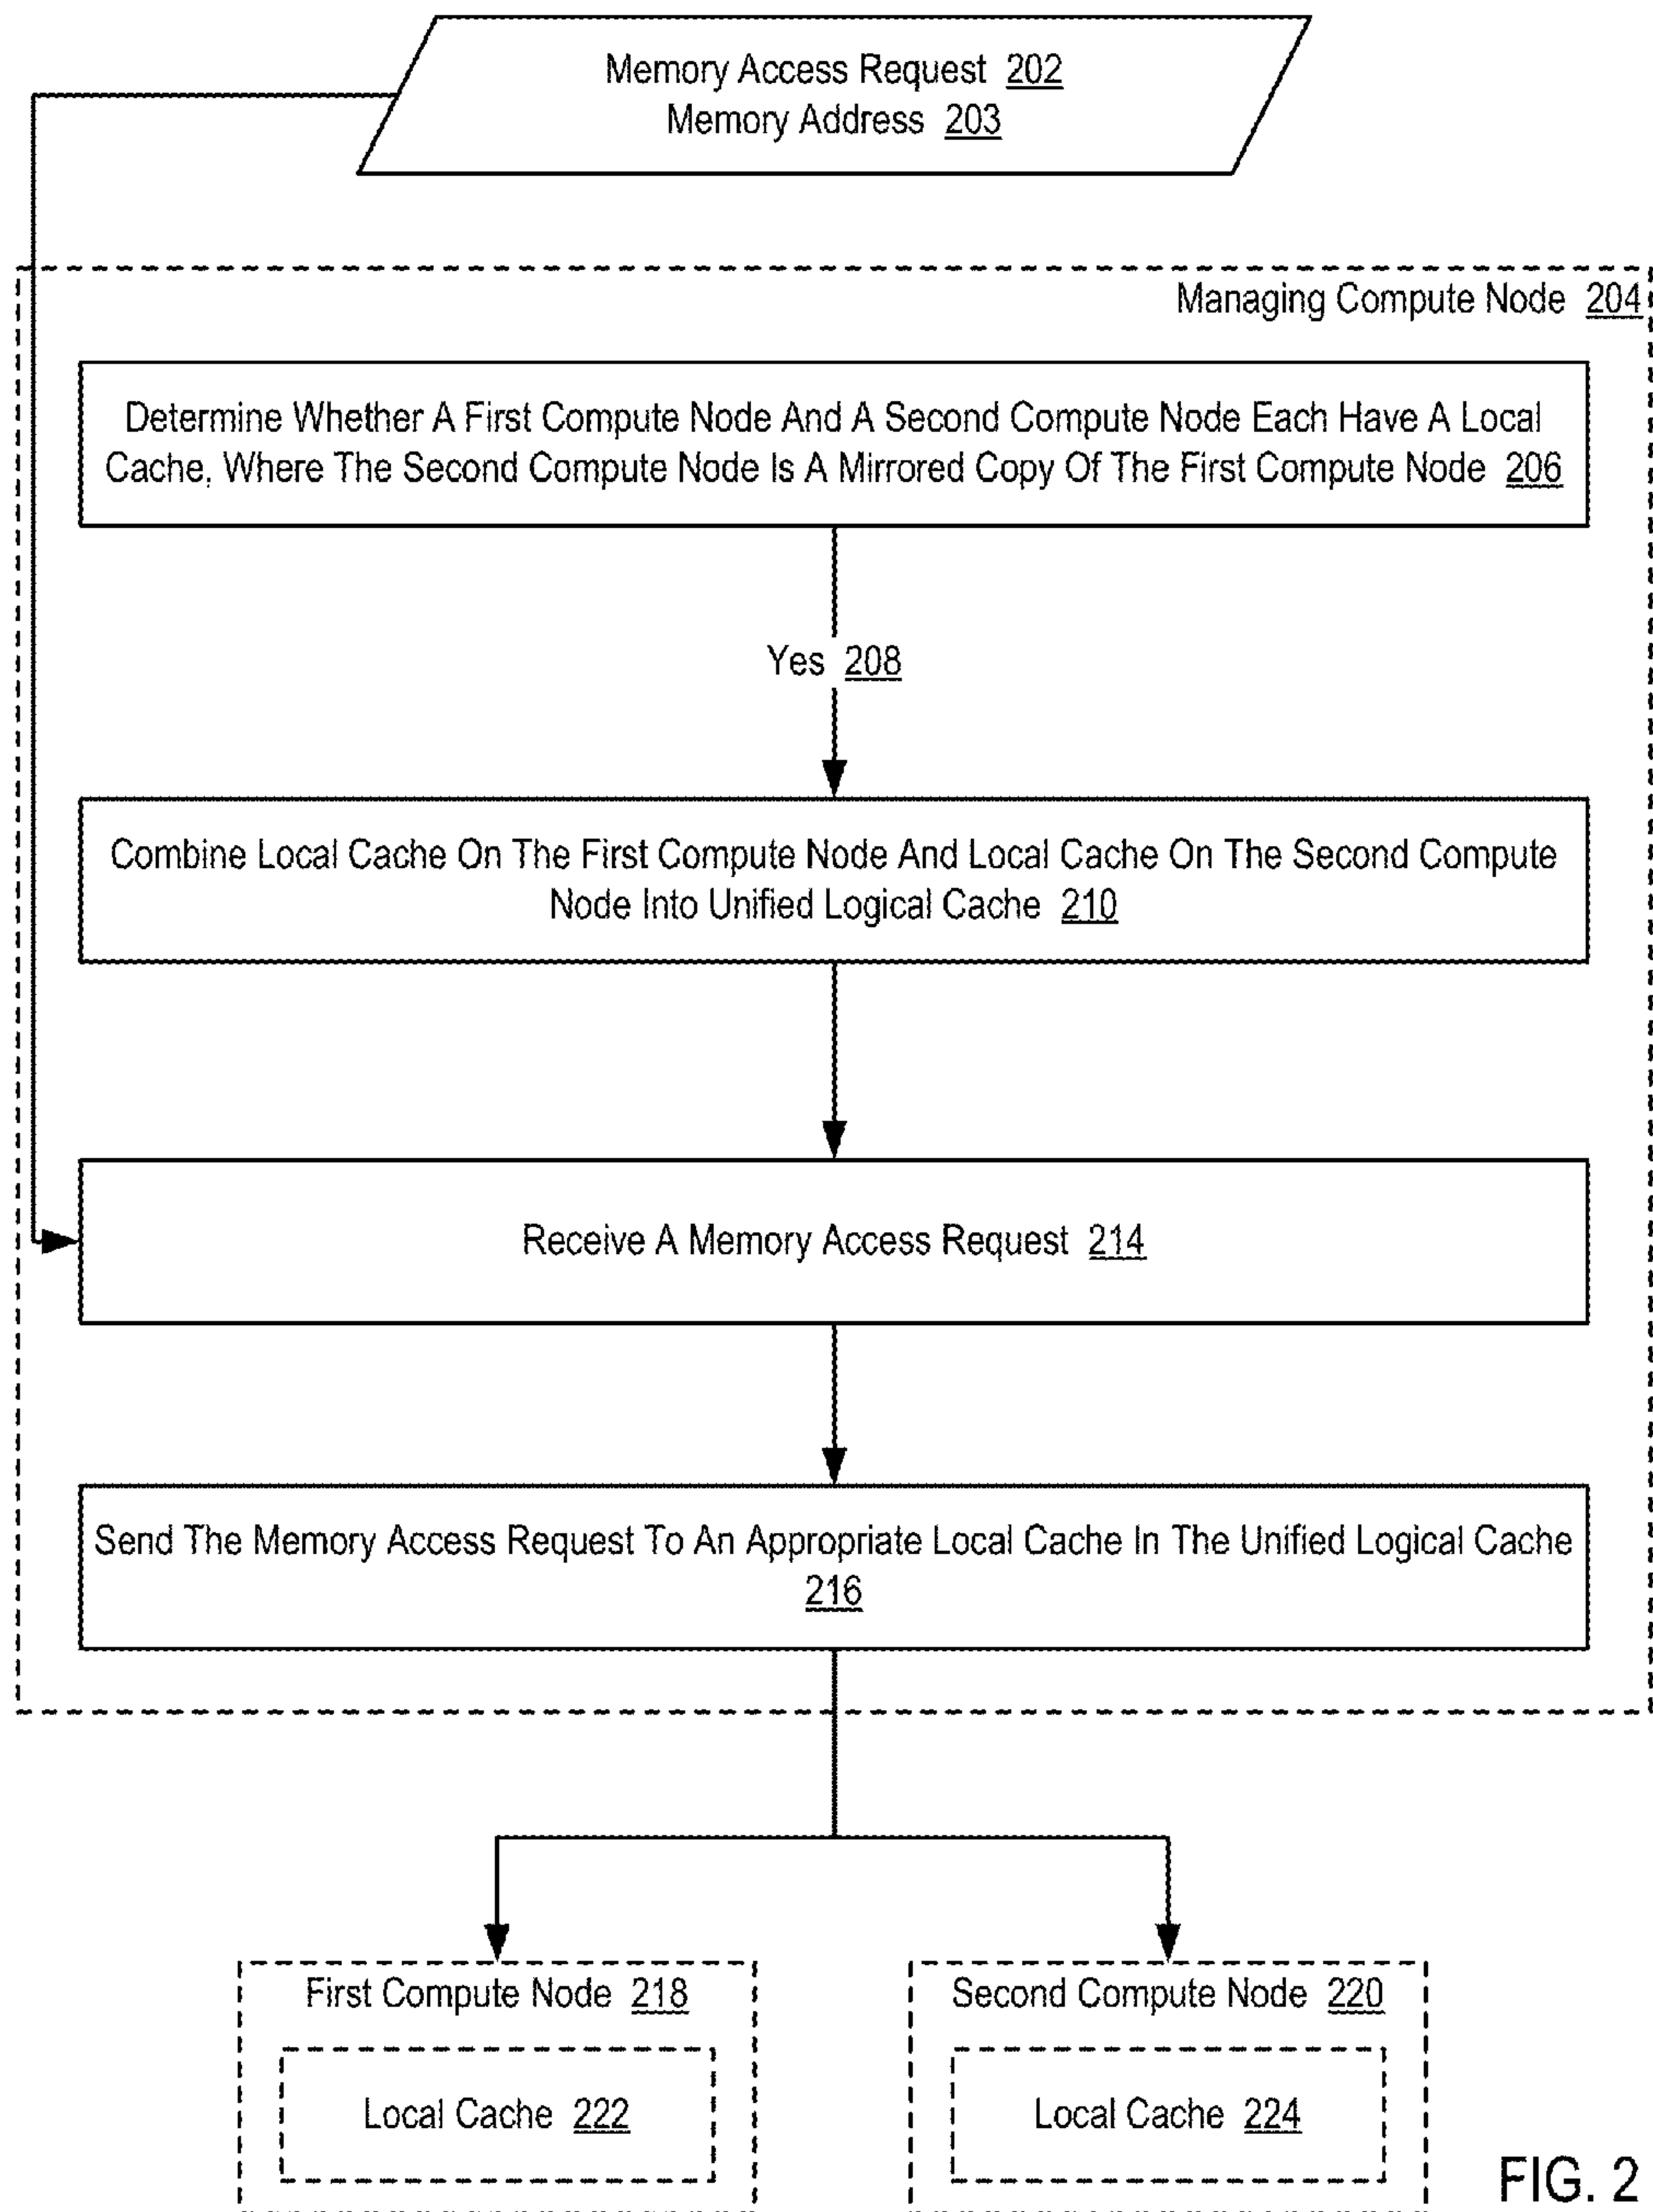 Memory Access Request 202
Memory Address 203
Managing Compute Node 204
Determine Whether A First Compute Node And A Second Compute Node Each Have A Local
Cache, Where The Second Compute Node Is A Mirrored Copy Of The First Compute Node 206
Yes 208
Combine Local Cache On The First Compute Node And Local Cache On The Second Compute
Node Into Unified Logical Cache 210
Receive A Memory Access Request 214
Send The Memory Access Request To An Appropriate Local Cache In The Unified Logical Cache
216
First Compute Node 218
Second Compute Node 220
Local Cache 222
Local Cache 224
FIG. 2